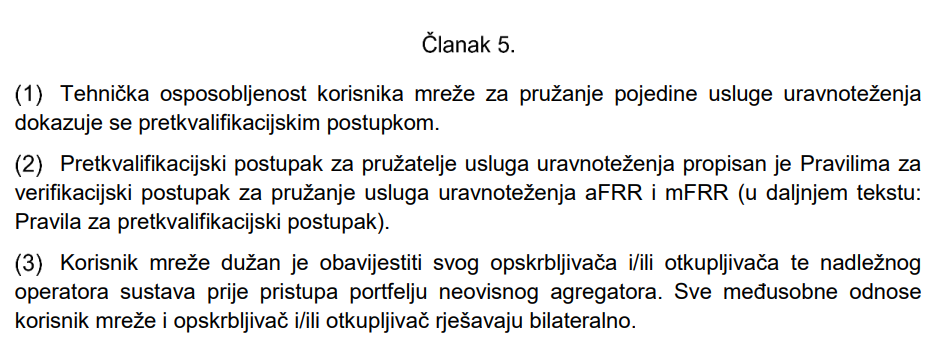 Članak 5.
(1) Tehnička osposobljenost korisnika mreže za pružanje pojedine usluge uravnoteženja
dokazuje se pretkvalifikacijskim postupkom.
(2) Pretkvalifikacijski postupak za pružatelje usluga uravnoteženja propisan je Pravilima za
verifikacijski postupak za pružanje usluga uravnoteženja aFRR i mFRR (u daljnjem tekstu:
Pravila za pretkvalifikacijski postupak).
(3) Korisnik mreže dužan je obavijestiti svog opskrbljivača i/ili otkupljivača te nadležnog
operatora sustava prije pristupa portfelju neovisnog agregatora. Sve međusobne odnose
korisnik mreže i opskrbljivač i/ili otkupljivač rješavaju bilateralno.